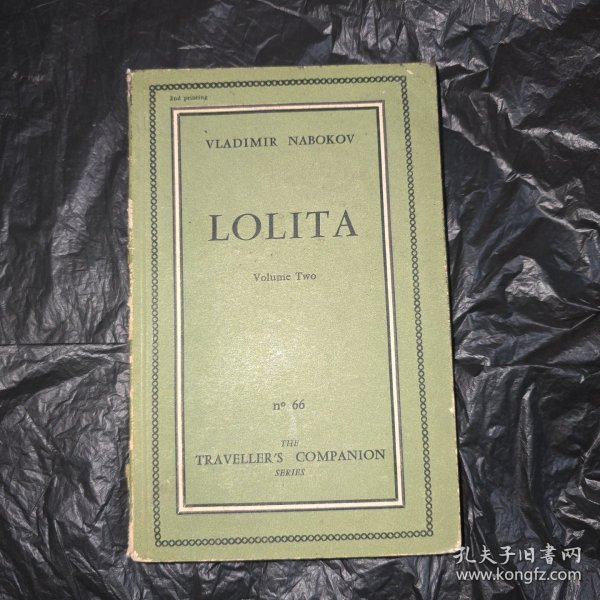 2nd printing
VLADIMIR NABOKOV
LOLITA
Volume Two
nº 66
THE
TRAVELLER'S COMPANION
SERIES
孔夫子旧书网
www.kongfz.com